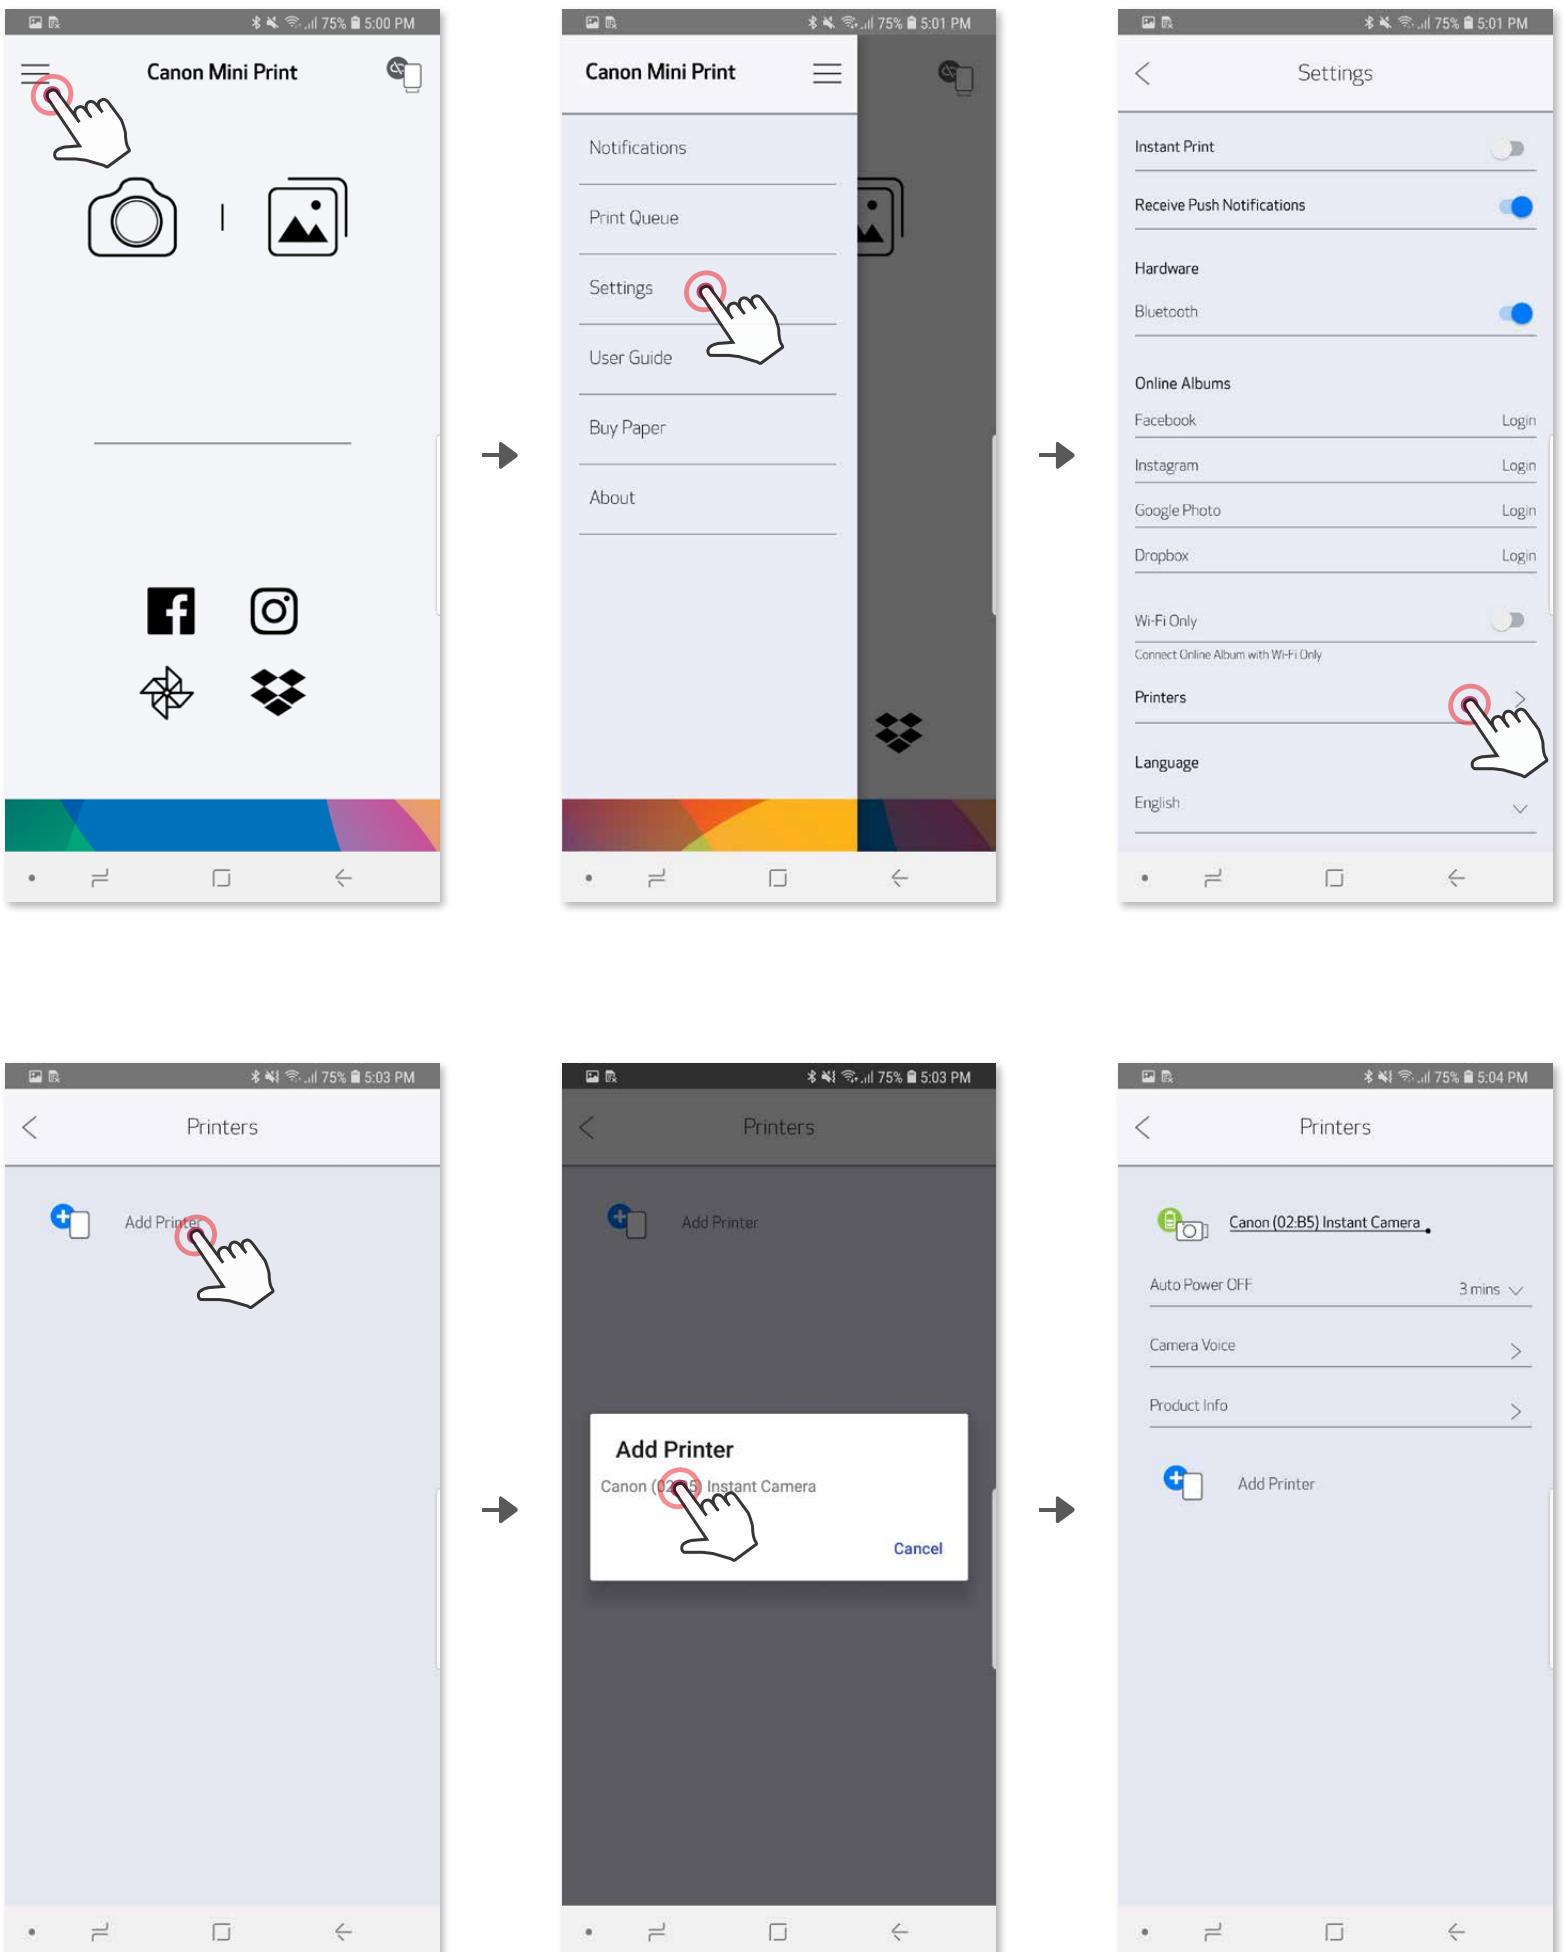 75% 5:00 PM
Canon Mini Print
75% 5:01 PM
Canon Mini Print
Notifications
Print Queue
Settings
User Guide
Buy Paper
About
75% 5:01 PM
Settings
Instant Print
Receive Push Notifications
Hardware
Bluetooth
Online Albums
Facebook Login
Instagram Login
Google Photo Login
Dropbox Login
Wi-Fi Only
Connect Online Album with Wi-Fi Only
Printers
Language
English
75% 5:03 PM
Printers
Add Printer
75% 5:03 PM
Printers
Add Printer
Add Printer
Canon (02:B5) Instant Camera
Cancel
75% 5:04 PM
Printers
Canon (02:B5) Instant Camera
Auto Power OFF 3 mins
Camera Voice
Product Info
Add Printer